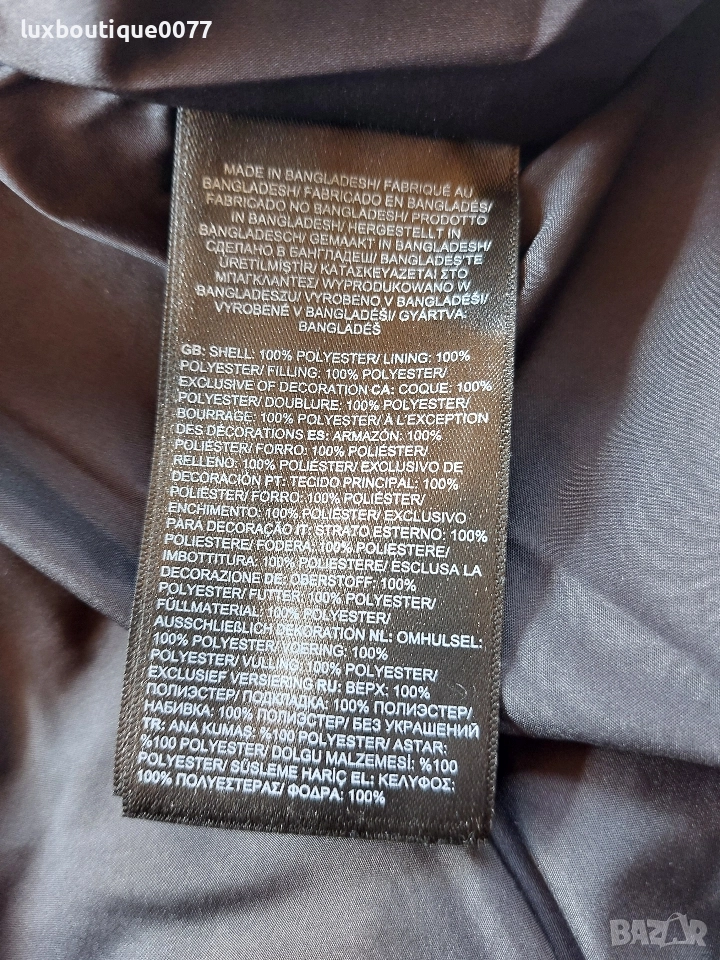 luxboutique0077
MADE IN BANGLADESH/ FABRIQUÉ AU
BANGLADESH/ FABRICADO EN BANGLADÉS/
FABRICADO NO BANGLADESH/ PRODOTTO
IN BANGLADESH/ HERGESTELLT IN
BANGLADESCH/ GEMAAKT IN BANGLADESH/
СДЕЛАНО В БАНГЛАДЕШ/ BANGLADEŞ'TE
ÜRETİLMİŞTİR/ ΚΑΤΑΣΚΕΥΑΖΕΤΑΙ ΣΤΟ
ΜΠΑΓΚΛΑΝΤΕΣ/ WYPRODUKOWANO W
BANGLADESZU/ VYROBENO V BANGLADÉŠI/
VYROBENÉ V BANGLADÉŠI/ GYÁRTVA:
BANGLADÉS
GB: SHELL: 100% POLYESTER/ LINING: 100%
POLYESTER/ FILLING: 100% POLYESTER/
EXCLUSIVE OF DECORATION CA: COQUE: 100%
POLYESTER/ DOUBLURE: 100% POLYESTER/
BOURRAGE: 100% POLYESTER/ À L'EXCEPTION
DES DÉCORATIONS ES: ARMAZÓN: 100%
POLIÉSTER/ FORRO: 100% POLIÉSTER/
RELLENO: 100% POLIÉSTER/ EXCLUSIVO DE
DECORACIÓN PT: TECIDO PRINCIPAL: 100%
POLIÉSTER/ FORRO: 100% POLIÉSTER/
ENCHIMENTO: 100% POLIÉSTER/ EXCLUSIVO
PARA DECORAÇÃO IT: STRATO ESTERNO: 100%
POLIESTERE/ FODERA: 100% POLIESTERE/
IMBOTTITURA: 100% POLIESTERE/ ESCLUSA LA
DECORAZIONE DE: OBERSTOFF: 100%
POLYESTER/ FUTTER: 100% POLYESTER/
FÜLLMATERIAL: 100% POLYESTER/
AUSSCHLIEßLICH DEKORATION NL: OMHULSEL:
100% POLYESTER/ VOERING: 100%
POLYESTER/ VULLING: 100% POLYESTER/
EXCLUSIEF VERSIERING RU: ВЕРХ: 100%
ПОЛИЭСТЕР/ ПОДКЛАДКА: 100% ПОЛИЭСТЕР/
НАБИВКА: 100% ПОЛИЭСТЕР/ БЕЗ УКРАШЕНИЙ
TR: ANA KUMAŞ: %100 POLYESTER/ ASTAR:
%100 POLYESTER/ DOLGU MALZEMESİ: %100
POLYESTER/ SÜSLEME HARİÇ EL: ΚΕΛΥΦΟΣ:
100% ΠΟΛΥΕΣΤΕΡΑΣ/ ΦΟΔΡΑ: 100%
BAZAR